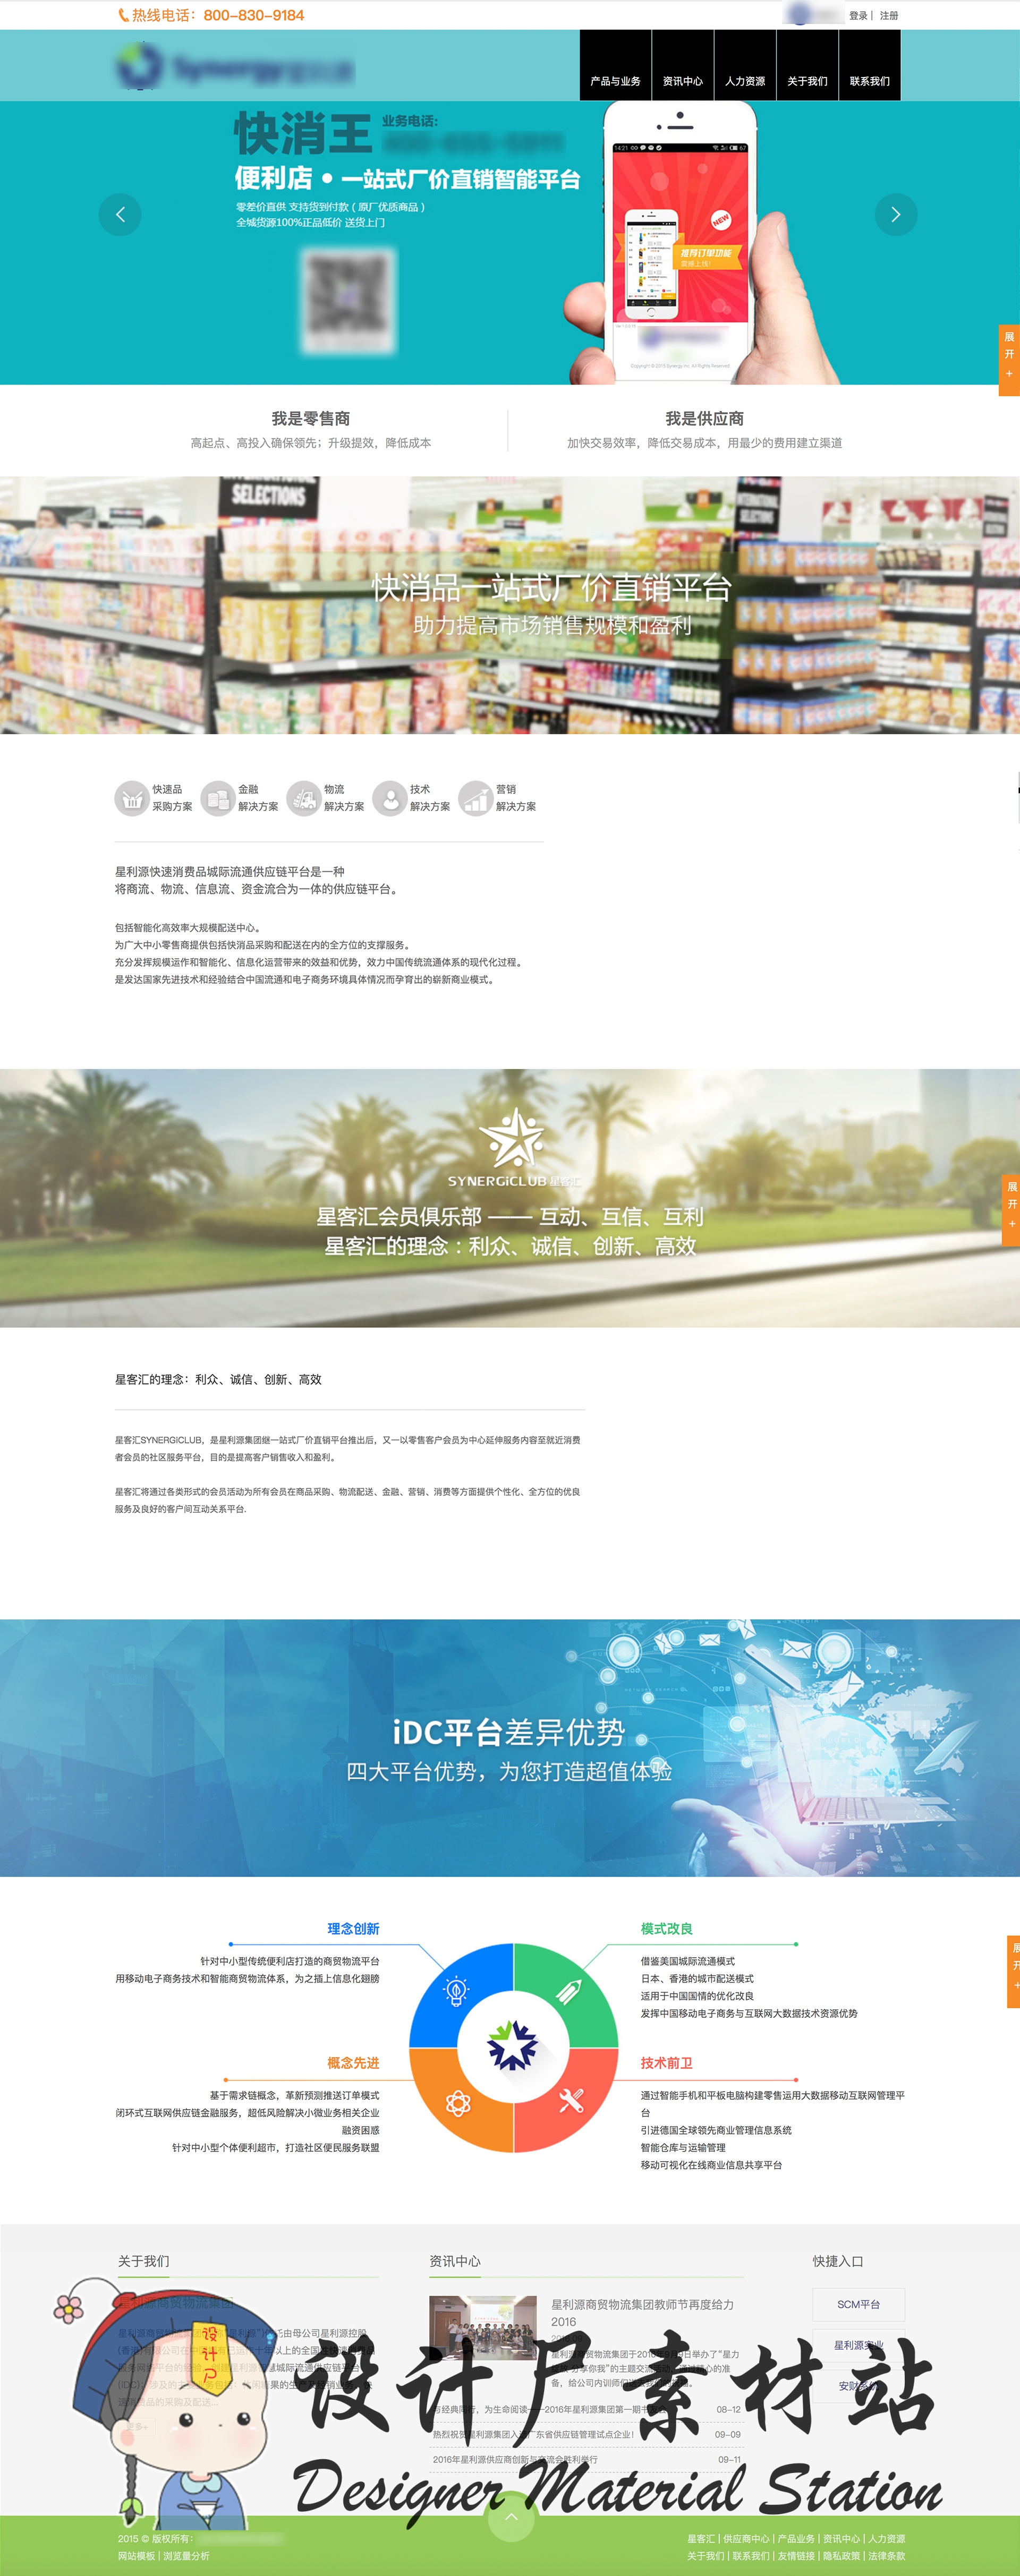 热线电话：800-830-9184
登录 | 注册
Synergy星利源
产品与业务
资讯中心
人力资源
关于我们
联系我们
快消王
业务电话:
便利店 • 一站式厂价直销智能平台
零差价直供 支持货到付款（原厂优质商品）
全城货源100%正品低价 送货上门
14:21
67
NEW
推荐订单功能
震撼上线!
展
开
+
我是零售商
高起点、高投入确保领先；升级提效，降低成本
我是供应商
加快交易效率，降低交易成本，用最少的费用建立渠道
INTERNATIONAL
SELECTIONS
快消品一站式厂价直销平台
助力提高市场销售规模和盈利
快速品
采购方案
金融
解决方案
物流
解决方案
技术
解决方案
营销
解决方案
星利源快速消费品城际流通供应链平台是一种
将商流、物流、信息流、资金流合为一体的供应链平台。
包括智能化高效率大规模配送中心。
为广大中小零售商提供包括快消品采购和配送在内的全方位的支撑服务。
充分发挥规模运作和智能化、信息化运营带来的效益和优势，效力中国传统流通体系的现代化过程。
是发达国家先进技术和经验结合中国流通和电子商务环境具体情况而孕育出的崭新商业模式。
SYNERGiCLUB 星客汇
星客汇会员俱乐部 —— 互动、互信、互利
星客汇的理念：利众、诚信、创新、高效
展
开
+
星客汇的理念：利众、诚信、创新、高效
星客汇SYNERGiCLUB，是星利源集团继一站式厂价直销平台推出后，又一以零售客户会员为中心延伸服务内容至就近消费
者会员的社区服务平台，目的是提高客户销售收入和盈利。
星客汇将通过各类形式的会员活动为所有会员在商品采购、物流配送、金融、营销、消费等方面提供个性化、全方位的优良
服务及良好的客户间互动关系平台.
iDC平台差异优势
四大平台优势，为您打造超值体验
理念创新
针对中小型传统便利店打造的商贸物流平台
用移动电子商务技术和智能商贸物流体系，为之插上信息化翅膀
模式改良
借鉴美国城际流通模式
日本、香港的城市配送模式
适用于中国国情的优化改良
发挥中国移动电子商务与互联网大数据技术资源优势
展
开
+
概念先进
基于需求链概念，革新预测推送订单模式
闭环式互联网供应链金融服务，超低风险解决小微业务相关企业
融资困惑
针对中小型个体便利超市，打造社区便民服务联盟
技术前卫
通过智能手机和平板电脑构建零售运用大数据移动互联网管理平
台
引进德国全球领先商业管理信息系统
智能仓库与运输管理
移动可视化在线商业信息共享平台
关于我们
资讯中心
星利源商贸物流集团教师节再度给力
2016
08-12
热烈祝贺星利源集团入选广东省供应链管理试点企业!
09-09
2016年星利源供应商创新与交流会胜利举行
09-11
快捷入口
SCM平台
星利源实业
设计厂素材站
Designer Material Station
设
计
厂
2015 © 版权所有：
网站模板 | 浏览量分析
星客汇 | 供应商中心 | 产品业务 | 资讯中心 | 人力资源
关于我们 | 联系我们 | 友情链接 | 隐私政策 | 法律条款